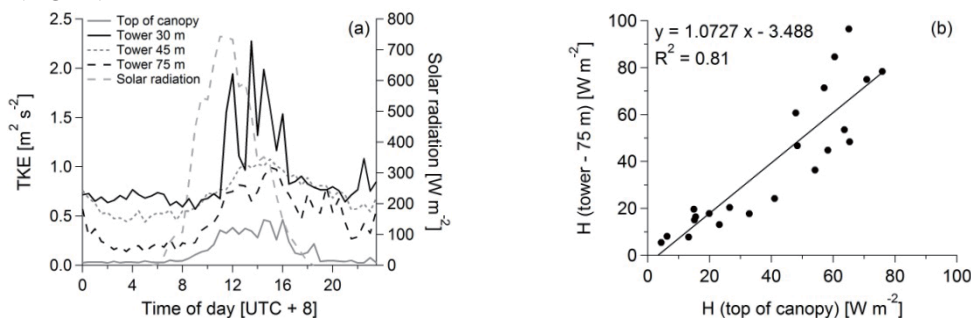 (a)
Top of canopy
Tower 30 m
Tower 45 m
Tower 75 m
Solar radiation
2.5
2.0
1.5
1.0
0.5
0.0
TKE [m² s⁻²]
800
700
600
500
400
300
200
100
0
Solar radiation
[W m⁻²]
0
4
8
12
16
20
Time of day [UTC + 8]
(b)
y = 1.0727 x - 3.488
R² = 0.81
100
80
60
40
20
0
H (tower - 75 m) [W m⁻²]
0
20
40
60
80
100
H (top of canopy) [W m⁻²]